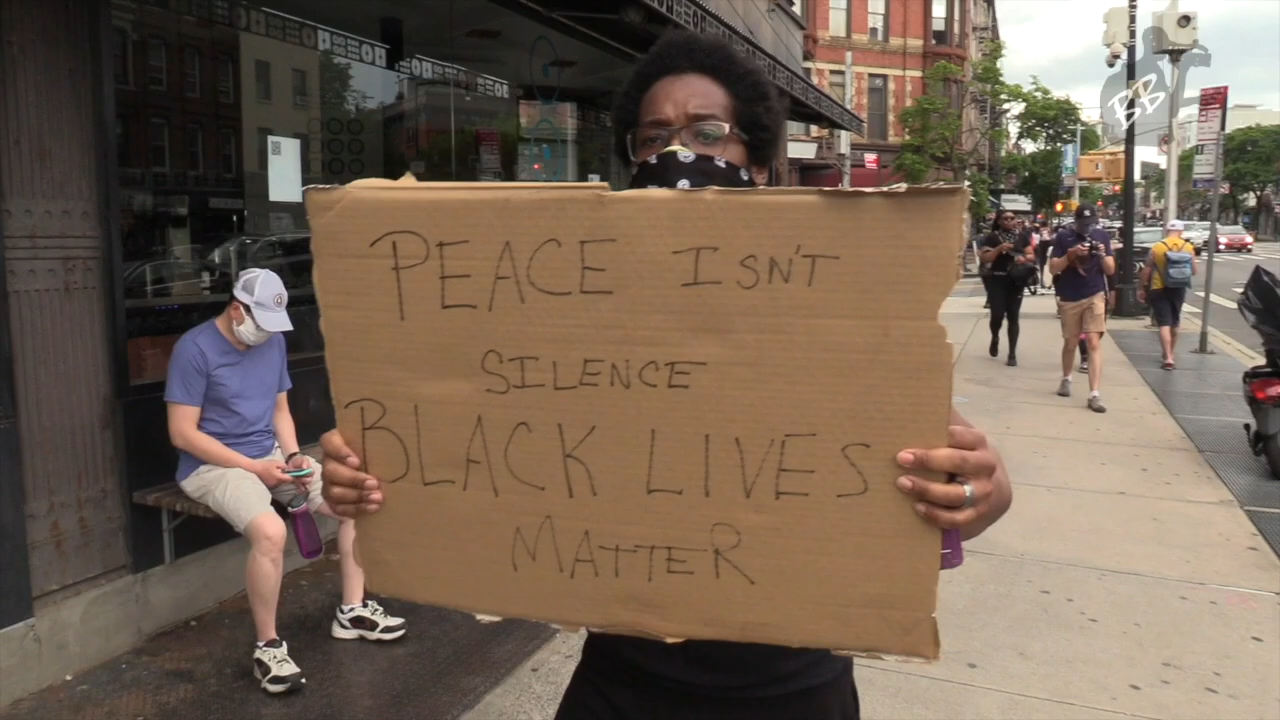 PEACE ISN'T
SILENCE
BLACK LIVES
MATTER
BB